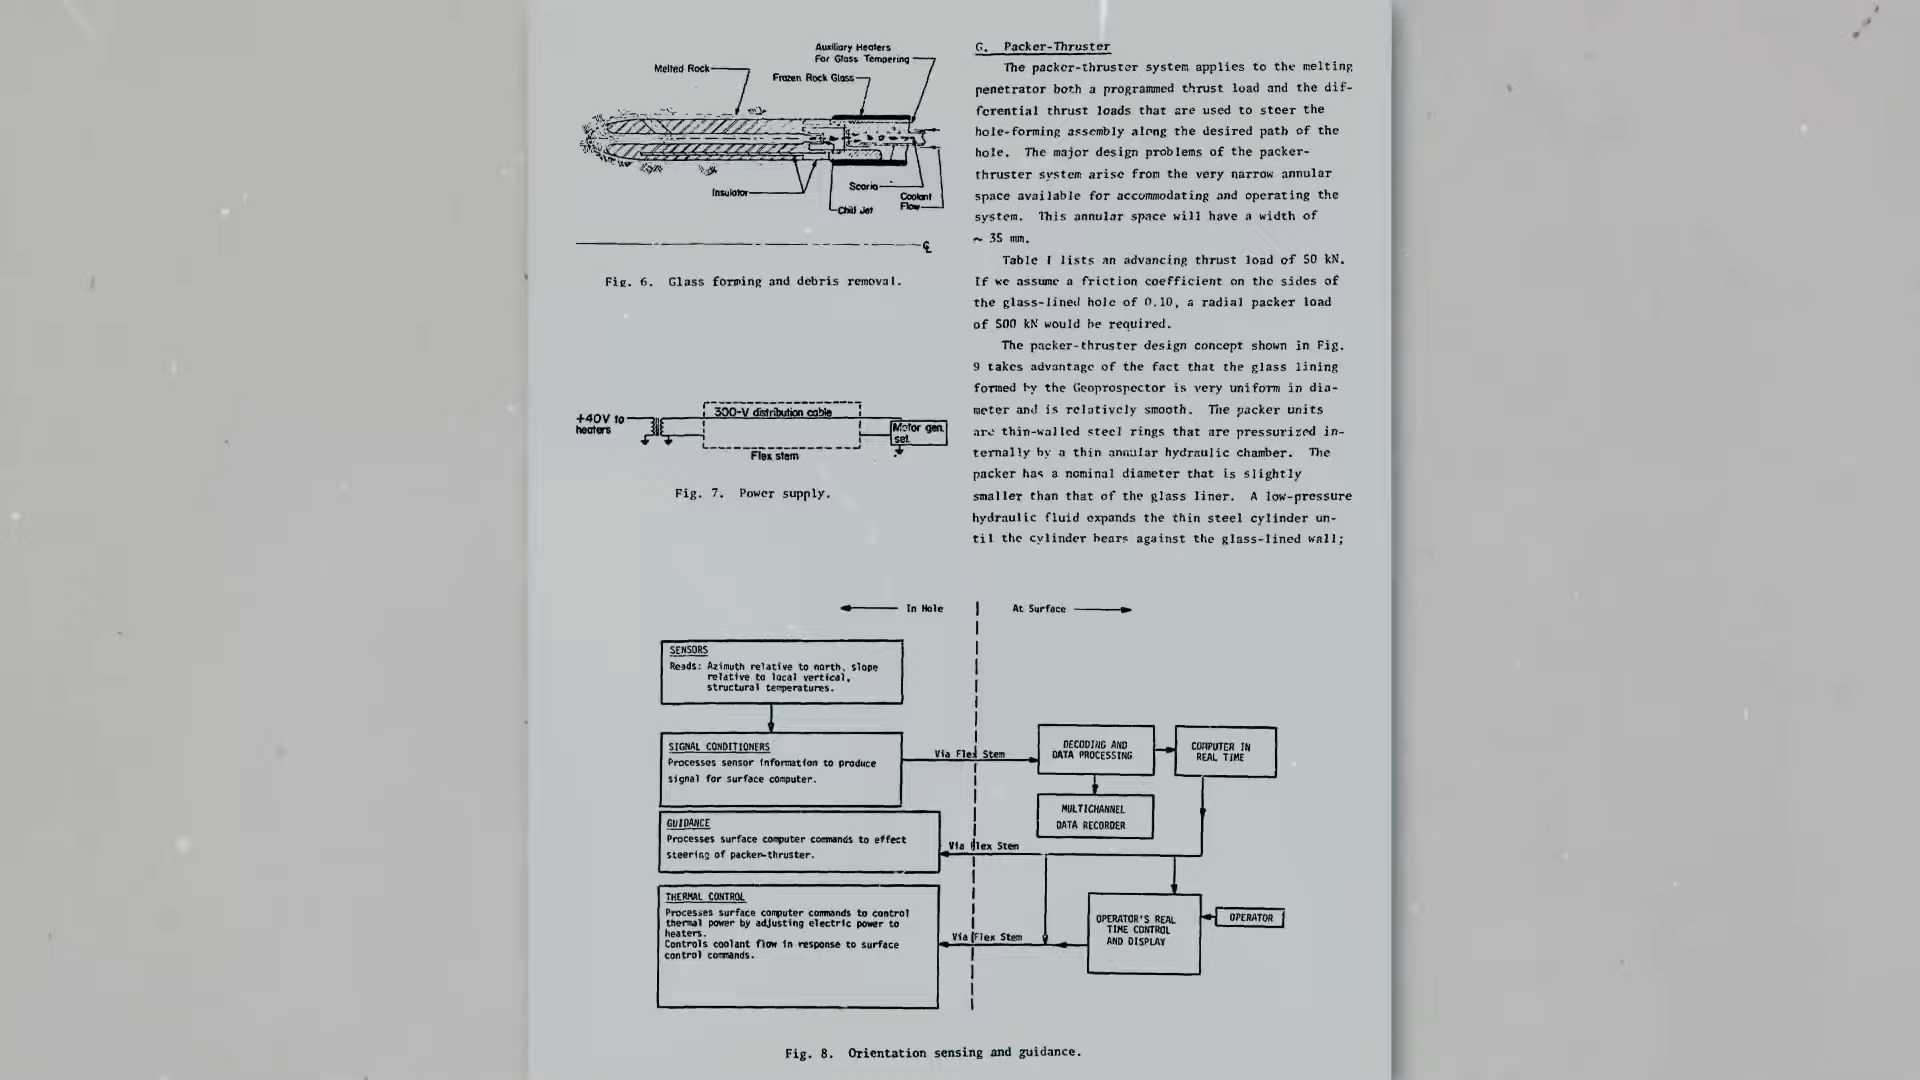 Auxiliary Heaters
For Glass Tempering
Melted Rock
Frozen Rock Glass
Insulator
Scoria
Coolant
Flow
Chill Jet
℄
Fig. 6. Glass forming and debris removal.
+40V to
heaters
300-V distribution cable
Motor gen.
set.
Flex stem
Fig. 7. Power supply.
G. Packer-Thruster
The packer-thruster system applies to the melting
penetrator both a programmed thrust load and the dif-
ferential thrust loads that are used to steer the
hole-forming assembly along the desired path of the
hole. The major design problems of the packer-
thruster system arise from the very narrow annular
space available for accommodating and operating the
system. This annular space will have a width of
~ 35 mm.
Table I lists an advancing thrust load of 50 kN.
If we assume a friction coefficient on the sides of
the glass-lined hole of 0.10, a radial packer load
of 500 kN would be required.
The packer-thruster design concept shown in Fig.
9 takes advantage of the fact that the glass lining
formed by the Geoprospector is very uniform in dia-
meter and is relatively smooth. The packer units
are thin-walled steel rings that are pressurized in-
ternally by a thin annular hydraulic chamber. The
packer has a nominal diameter that is slightly
smaller than that of the glass liner. A low-pressure
hydraulic fluid expands the thin steel cylinder un-
til the cylinder bears against the glass-lined wall;
In Hole
At Surface
SENSORS
Reads: Azimuth relative to north, slope
relative to local vertical,
structural temperatures.
SIGNAL CONDITIONERS
Processes sensor information to produce
signal for surface computer.
Via Flex Stem
DECODING AND
DATA PROCESSING
COMPUTER IN
REAL TIME
MULTICHANNEL
DATA RECORDER
GUIDANCE
Processes surface computer commands to effect
steering of packer-thruster.
Via Flex Stem
THERMAL CONTROL
Processes surface computer commands to control
thermal power by adjusting electric power to
heaters.
Controls coolant flow in response to surface
control commands.
Via Flex Stem
OPERATOR'S REAL
TIME CONTROL
AND DISPLAY
OPERATOR
Fig. 8. Orientation sensing and guidance.